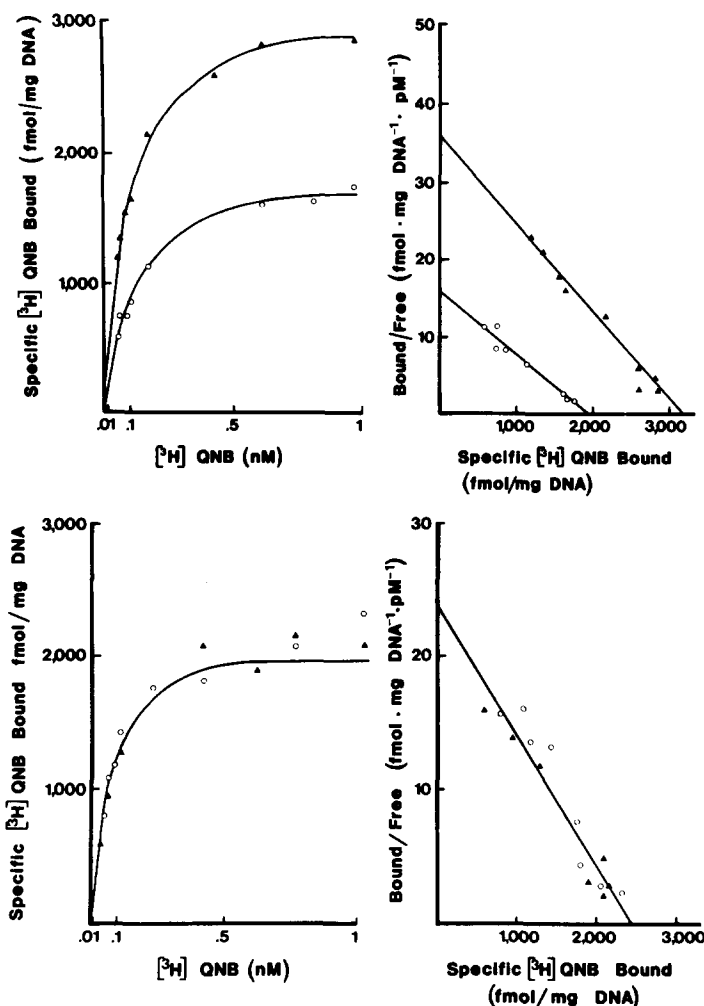 Specific [³H] QNB Bound (fmol/mg DNA)
3,000
2,000
1,000
.01 .1 .5 1
[³H] QNB (nM)
Bound/Free (fmol · mg DNA⁻¹ · pM⁻¹)
50
40
30
20
10
1,000 2,000 3,000
Specific [³H] QNB Bound
(fmol/mg DNA)
Specific [³H] QNB Bound fmol/mg DNA
3,000
2,000
1,000
.01 .1 .5 1
[³H] QNB (nM)
Bound/Free (fmol · mg DNA⁻¹·pM⁻¹)
30
20
10
1,000 2,000 3,000
Specific [³H] QNB Bound
(fmol/mg DNA)